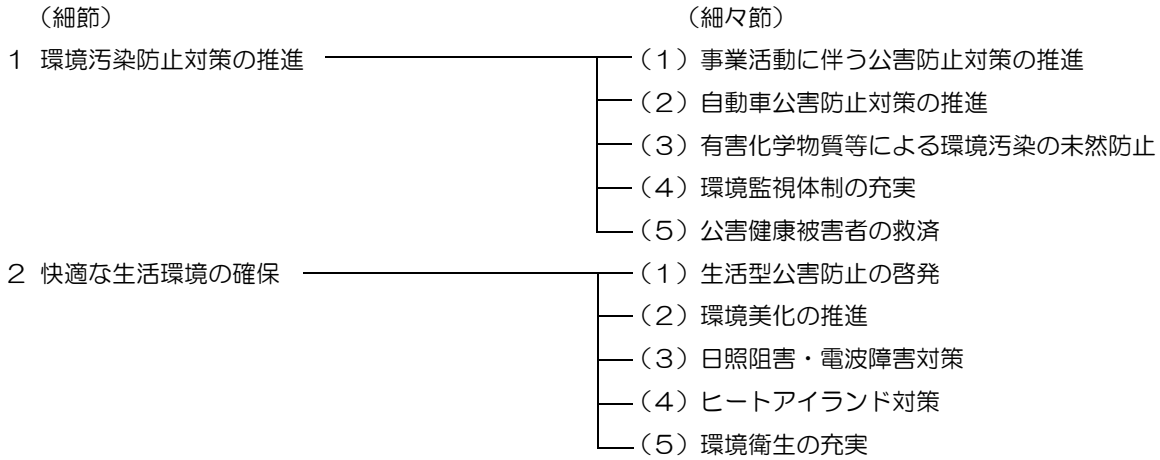 （細節） （細々節）
１ 環境汚染防止対策の推進 （１）事業活動に伴う公害防止対策の推進
（２）自動車公害防止対策の推進
（３）有害化学物質等による環境汚染の未然防止
（４）環境監視体制の充実
（５）公害健康被害者の救済
２ 快適な生活環境の確保 （１）生活型公害防止の啓発
（２）環境美化の推進
（３）日照阻害・電波障害対策
（４）ヒートアイランド対策
（５）環境衛生の充実